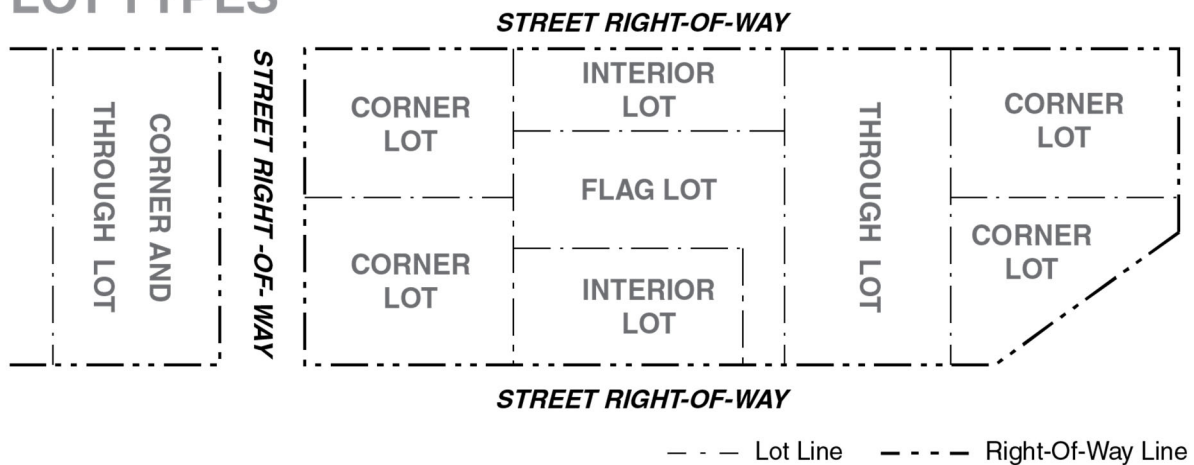 LOT TYPES
STREET RIGHT-OF-WAY
CORNER AND
THROUGH LOT
STREET RIGHT -OF- WAY
CORNER
LOT
INTERIOR
LOT
THROUGH LOT
CORNER
LOT
FLAG LOT
CORNER
LOT
INTERIOR
LOT
CORNER
LOT
STREET RIGHT-OF-WAY
Lot Line
Right-Of-Way Line